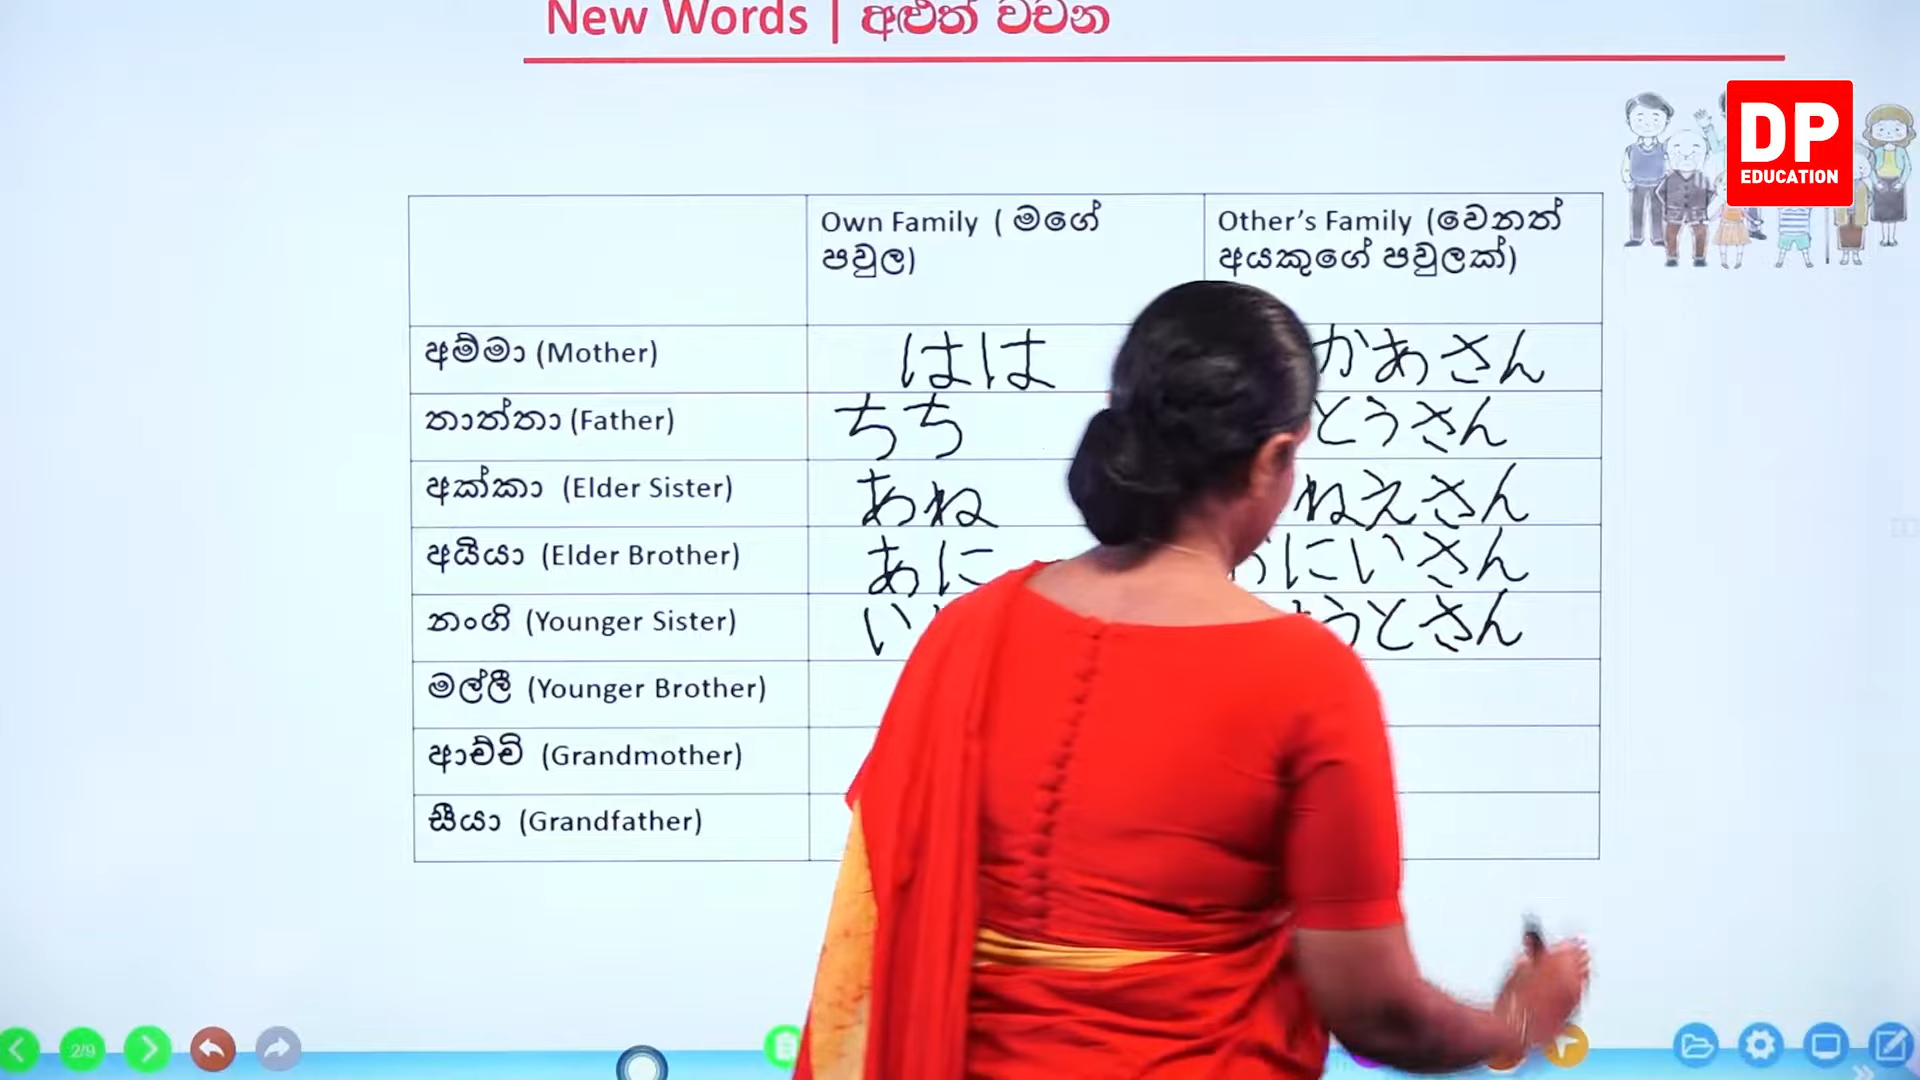 New Words | අළුත් වචන
DP
EDUCATION
Own Family ( මගේ
පවුල)
Other's Family (වෙනත්
අයකුගේ පවුලක්)
අම්මා (Mother)
はは
かあさん
තාත්තා (Father)
ちち
とうさん
අක්කා (Elder Sister)
あね
ねえさん
අයියා (Elder Brother)
あに
にいさん
නංගි (Younger Sister)
い
うとさん
මල්ලී (Younger Brother)
ආච්චි (Grandmother)
සීයා (Grandfather)
2/9